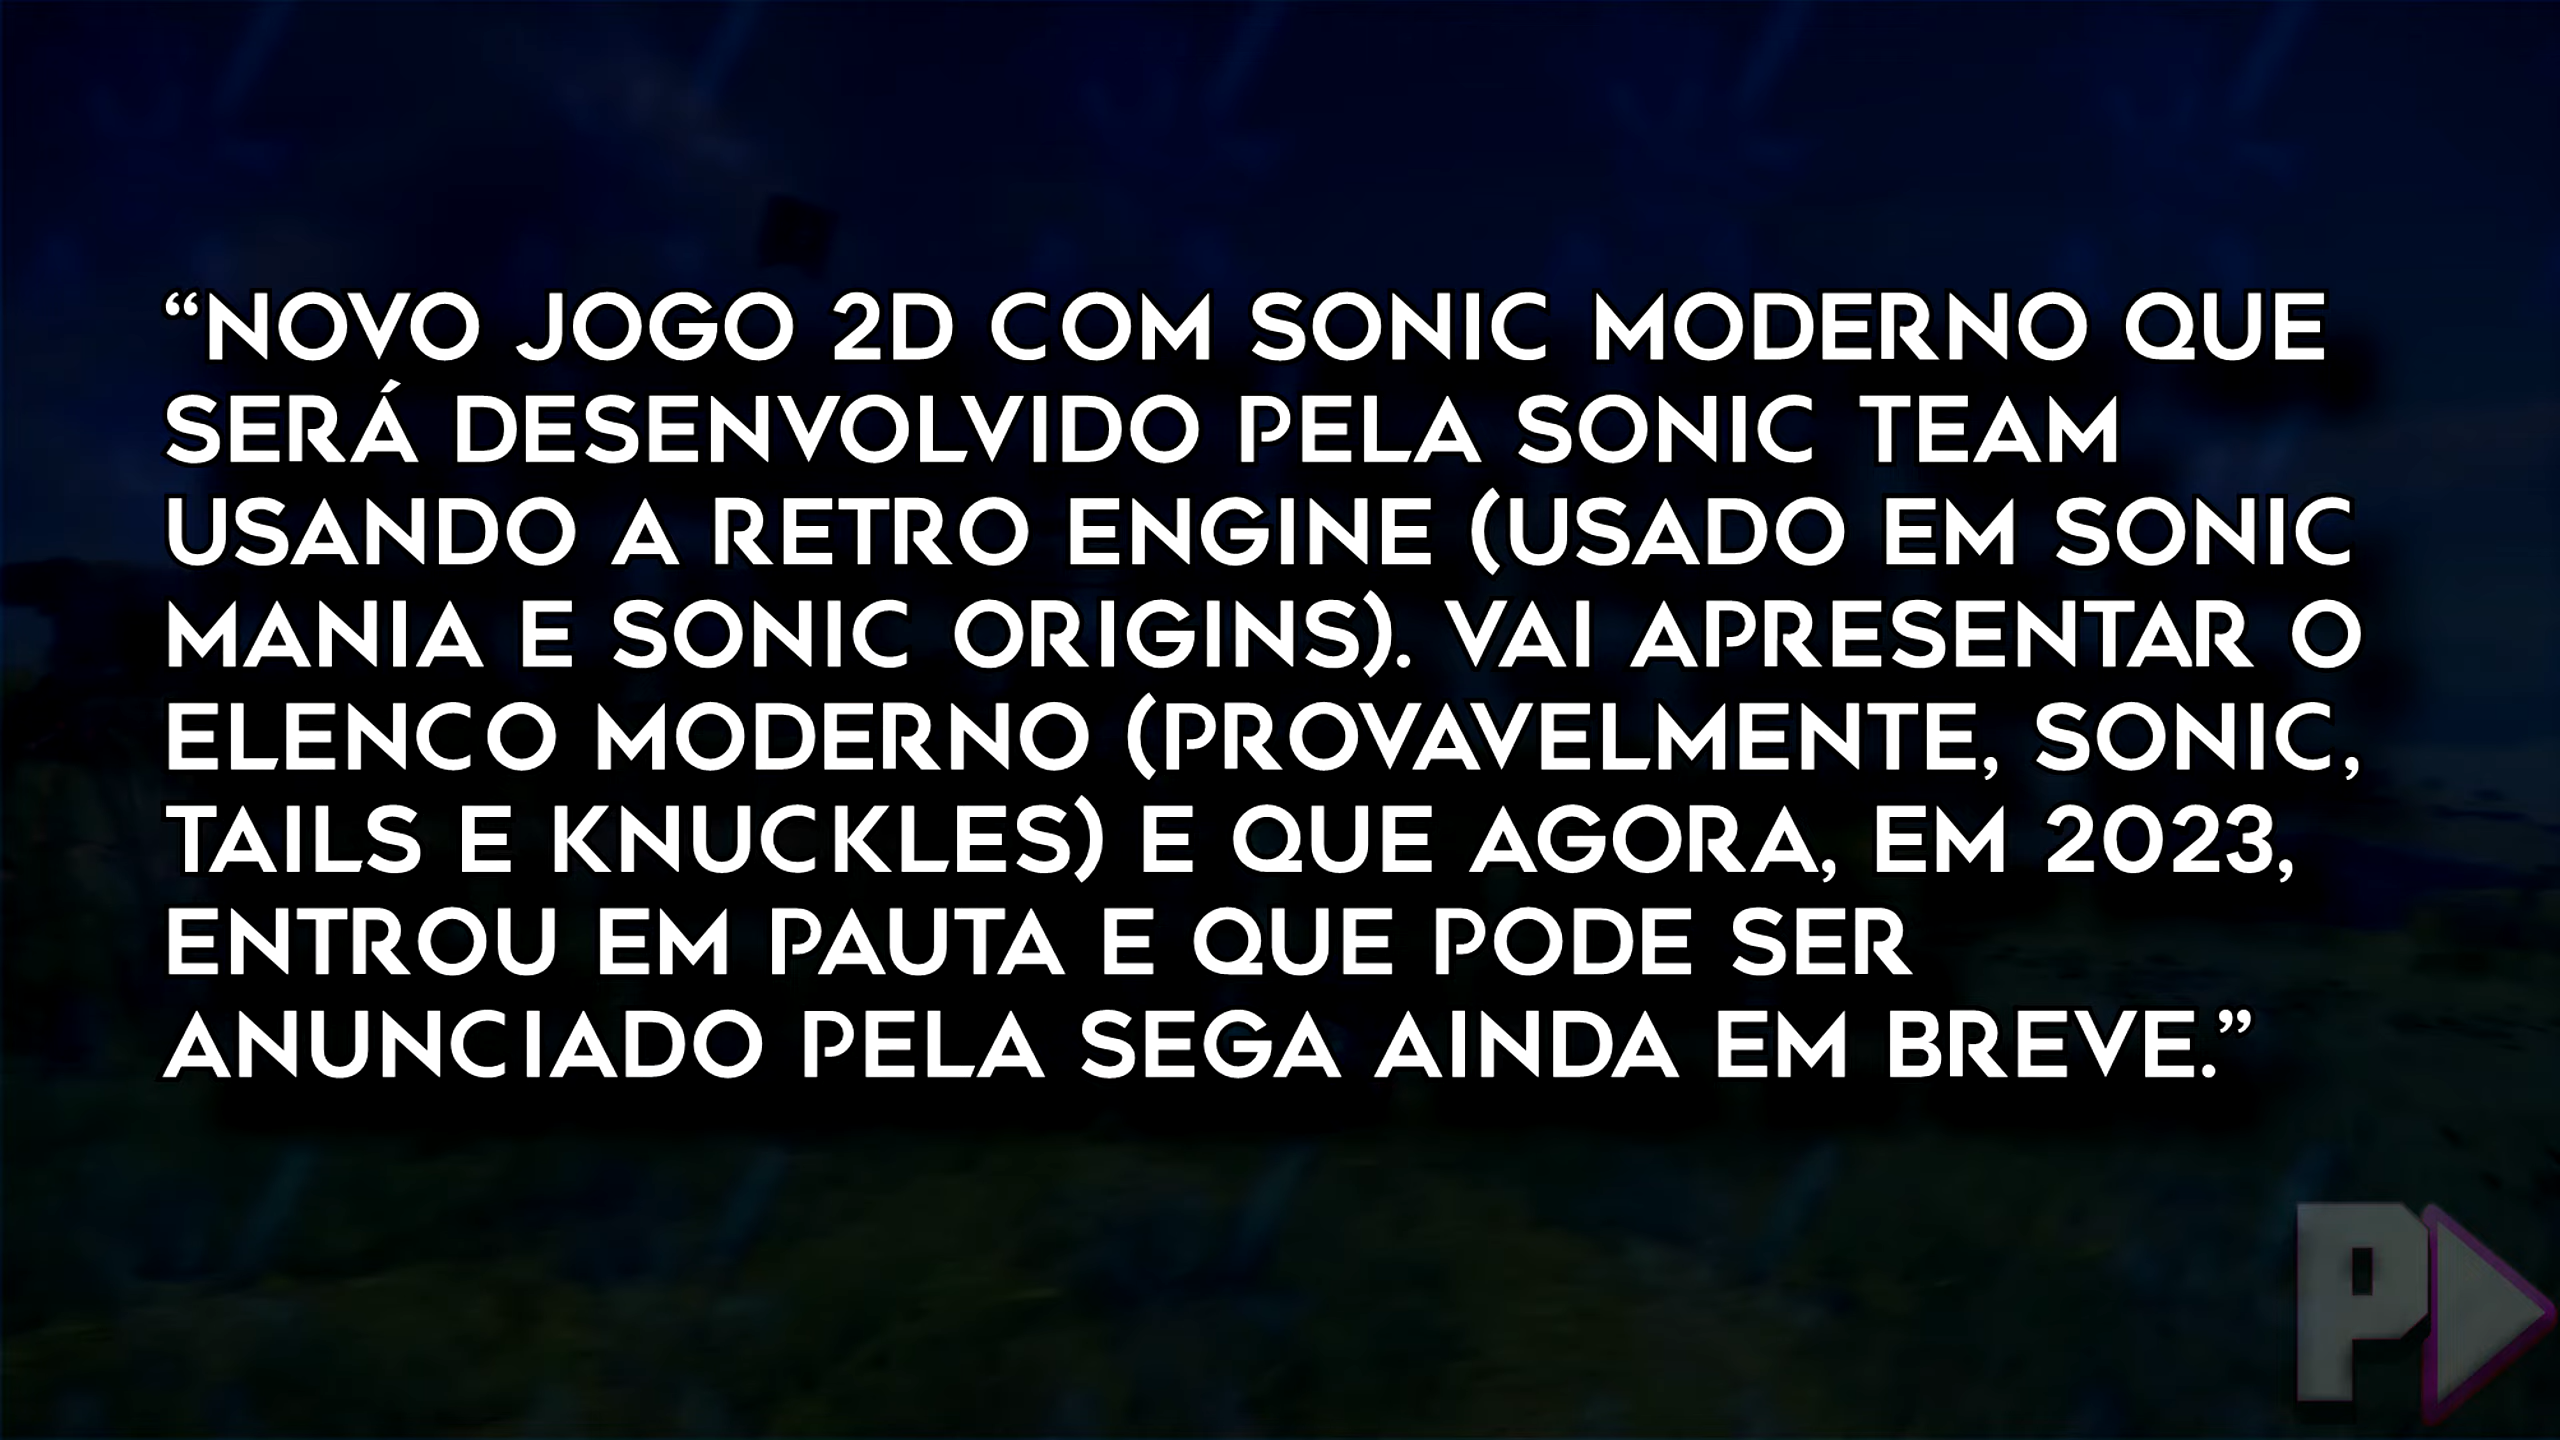 “NOVO JOGO 2D COM SONIC MODERNO QUE
SERÁ DESENVOLVIDO PELA SONIC TEAM
USANDO A RETRO ENGINE (USADO EM SONIC
MANIA E SONIC ORIGINS). VAI APRESENTAR O
ELENCO MODERNO (PROVAVELMENTE, SONIC,
TAILS E KNUCKLES) E QUE AGORA, EM 2023,
ENTROU EM PAUTA E QUE PODE SER
ANUNCIADO PELA SEGA AINDA EM BREVE.”
P